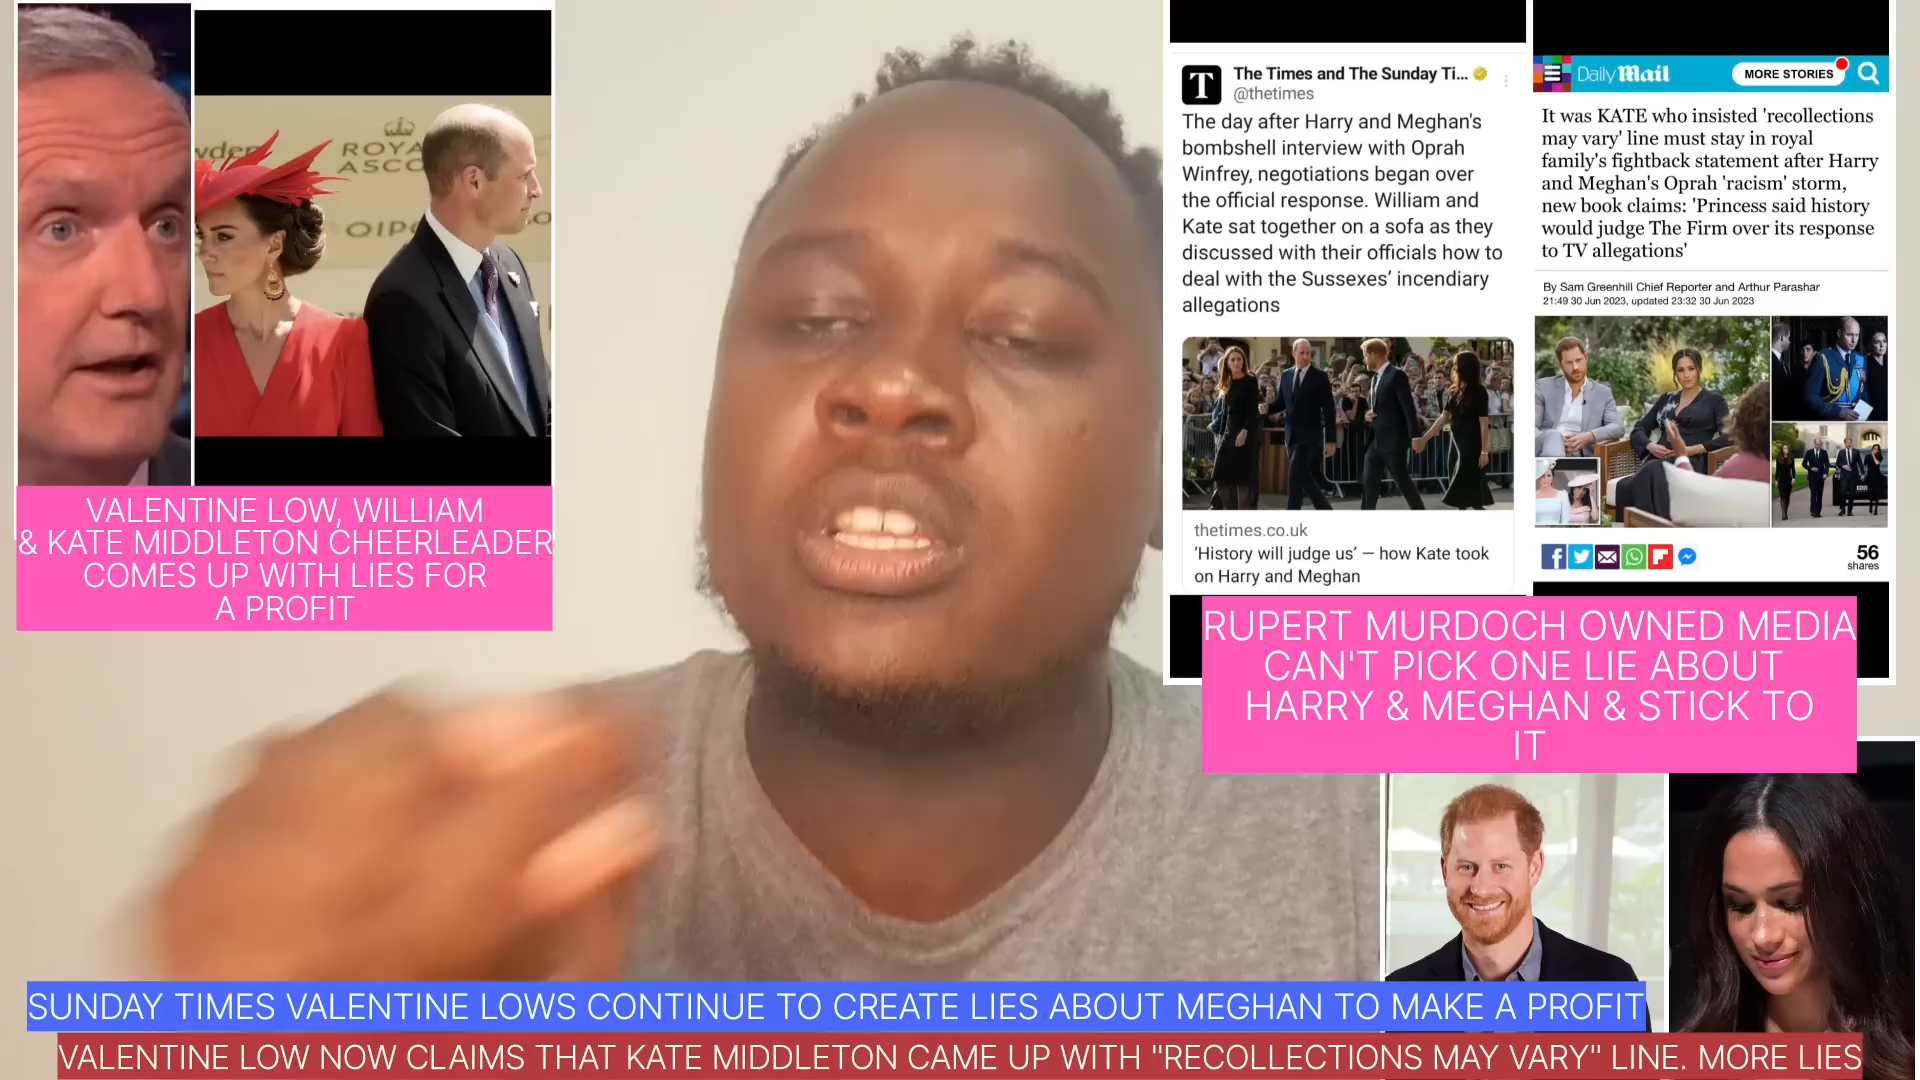 wden
ROYA
ASCO
OIPC
VALENTINE LOW, WILLIAM
& KATE MIDDLETON CHEERLEADER
COMES UP WITH LIES FOR
A PROFIT
T
The Times and The Sunday Ti...
@thetimes
The day after Harry and Meghan's
bombshell interview with Oprah
Winfrey, negotiations began over
the official response. William and
Kate sat together on a sofa as they
discussed with their officials how to
deal with the Sussexes' incendiary
allegations
thetimes.co.uk
'History will judge us' — how Kate took
on Harry and Meghan
Daily Mail
MORE STORIES
It was KATE who insisted 'recollections
may vary' line must stay in royal
family's fightback statement after Harry
and Meghan's Oprah 'racism' storm,
new book claims: 'Princess said history
would judge The Firm over its response
to TV allegations'
By Sam Greenhill Chief Reporter and Arthur Parashar
21:49 30 Jun 2023, updated 23:32 30 Jun 2023
56
shares
RUPERT MURDOCH OWNED MEDIA
CAN'T PICK ONE LIE ABOUT
HARRY & MEGHAN & STICK TO
IT
SUNDAY TIMES VALENTINE LOWS CONTINUE TO CREATE LIES ABOUT MEGHAN TO MAKE A PROFIT
VALENTINE LOW NOW CLAIMS THAT KATE MIDDLETON CAME UP WITH "RECOLLECTIONS MAY VARY" LINE. MORE LIES